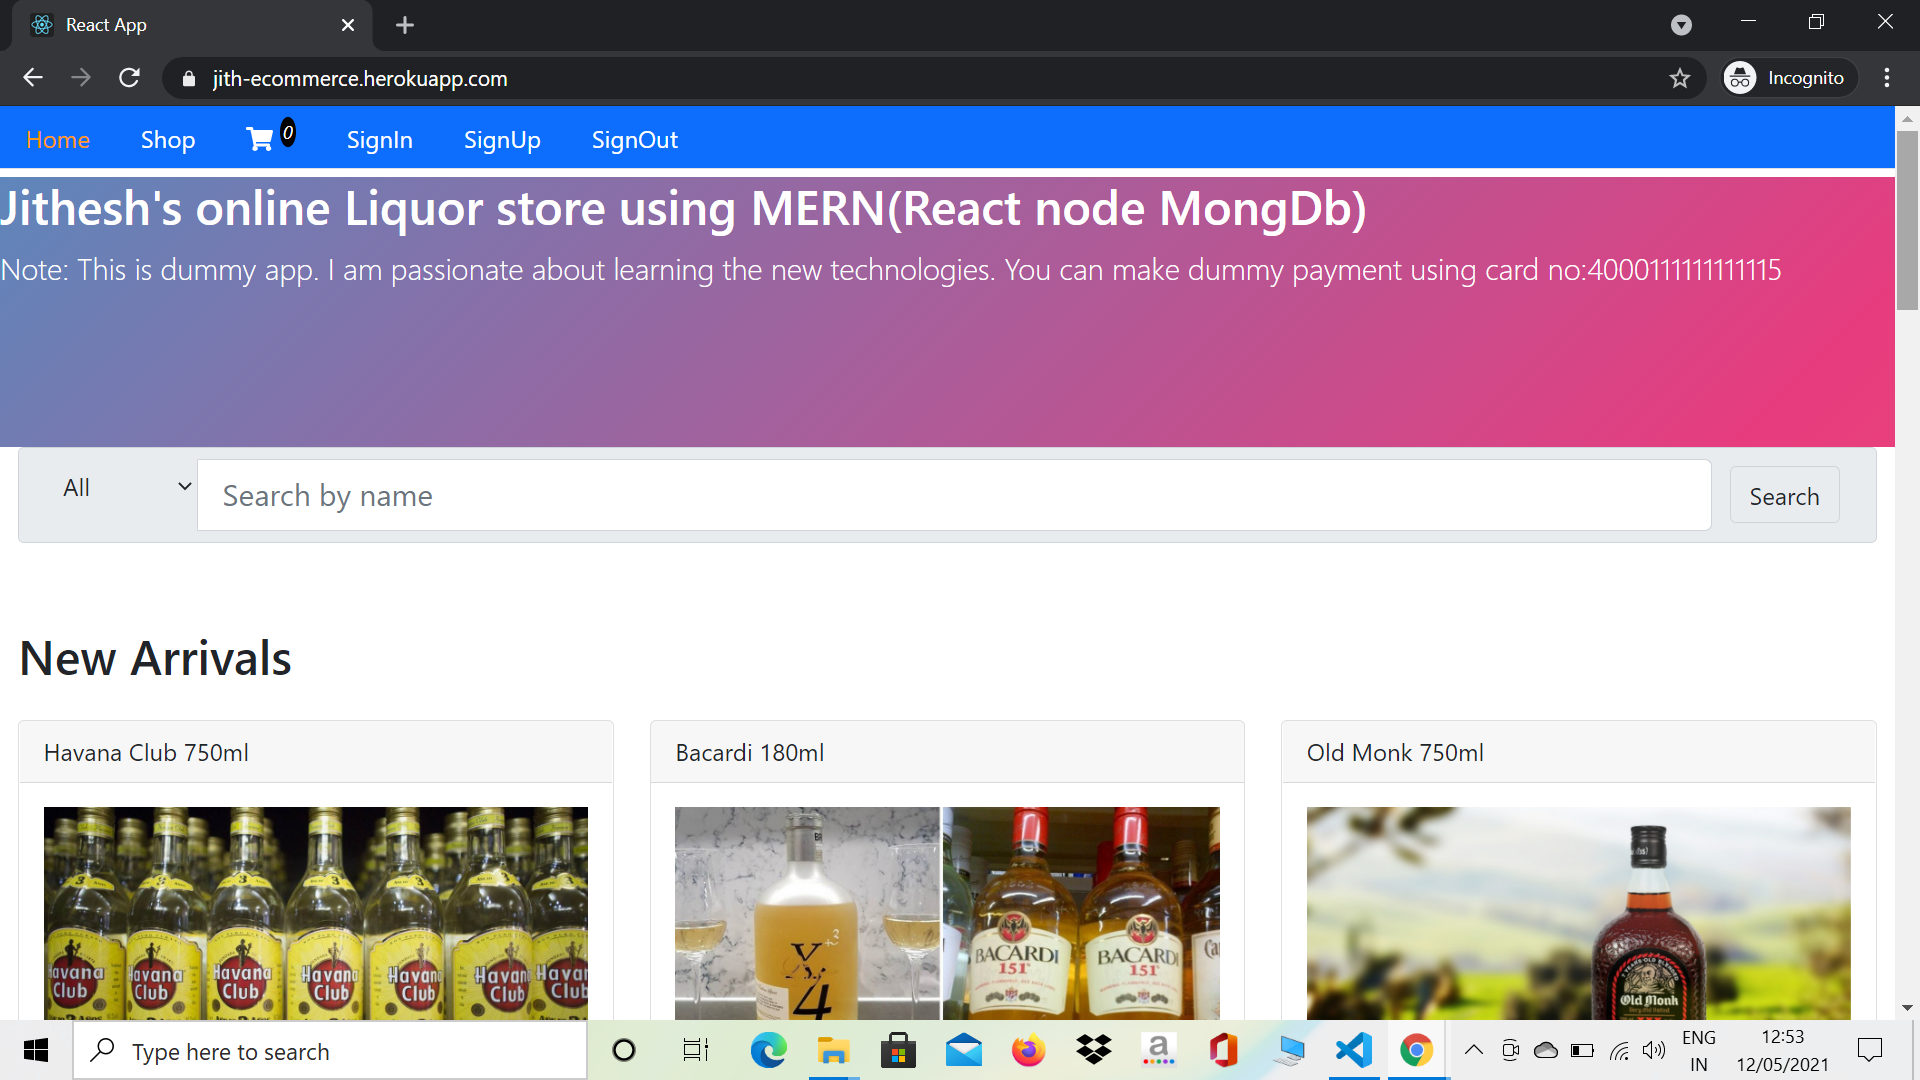 React App
jith-ecommerce.herokuapp.com
Incognito
Home Shop 0 SignIn SignUp SignOut
Jithesh's online Liquor store using MERN(React node MongDb)
Note: This is dummy app. I am passionate about learning the new technologies. You can make dummy payment using card no:4000111111111115
All
Search by name
Search
New Arrivals
Havana Club 750ml
Bacardi 180ml
Old Monk 750ml
Havana Club
Havana Club
Havana Club
Havana Club
Havana Club
Havana Club
4
BACARDI 151°
BACARDI 151°
Old Monk
Type here to search
ENG
IN
12:53
12/05/2021